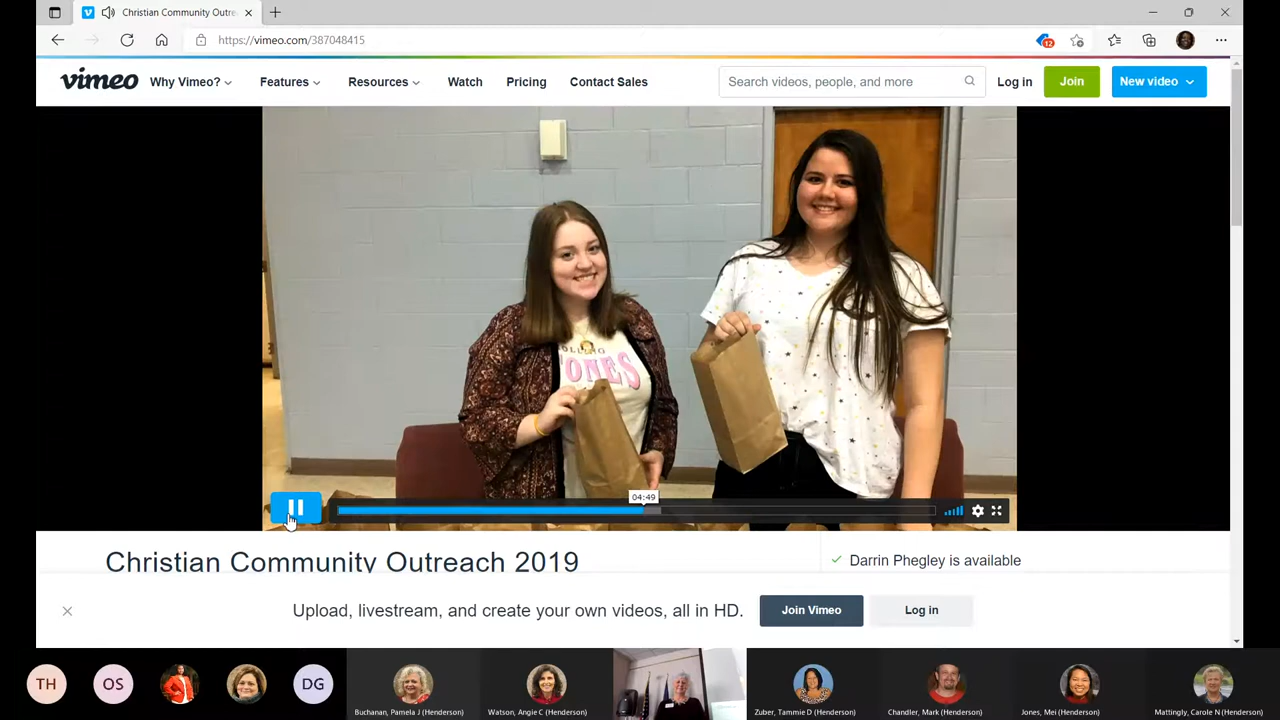 Christian Community Outre
https://vimeo.com/387048415
12
vimeo
Why Vimeo?
Features
Resources
Watch
Pricing
Contact Sales
Search videos, people, and more
Log in
Join
New video
OLLING
ONES
04:49
Christian Community Outreach 2019
Darrin Phegley is available
Upload, livestream, and create your own videos, all in HD.
Join Vimeo
Log in
TH
OS
DG
Buchanan, Pamela J (Henderson)
Watson, Angie C (Henderson)
Zuber, Tammie D (Henderson)
Chandler, Mark (Henderson)
Jones, Mei (Henderson)
Mattingly, Carole N (Henderson)